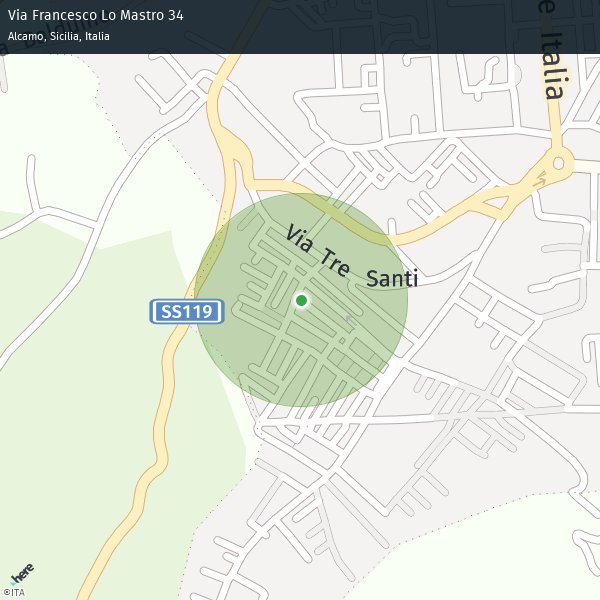 Via Francesco Lo Mastro 34
Alcamo, Sicilia, Italia
e Italia
Via Tre Santi
SS119
here
©ITA